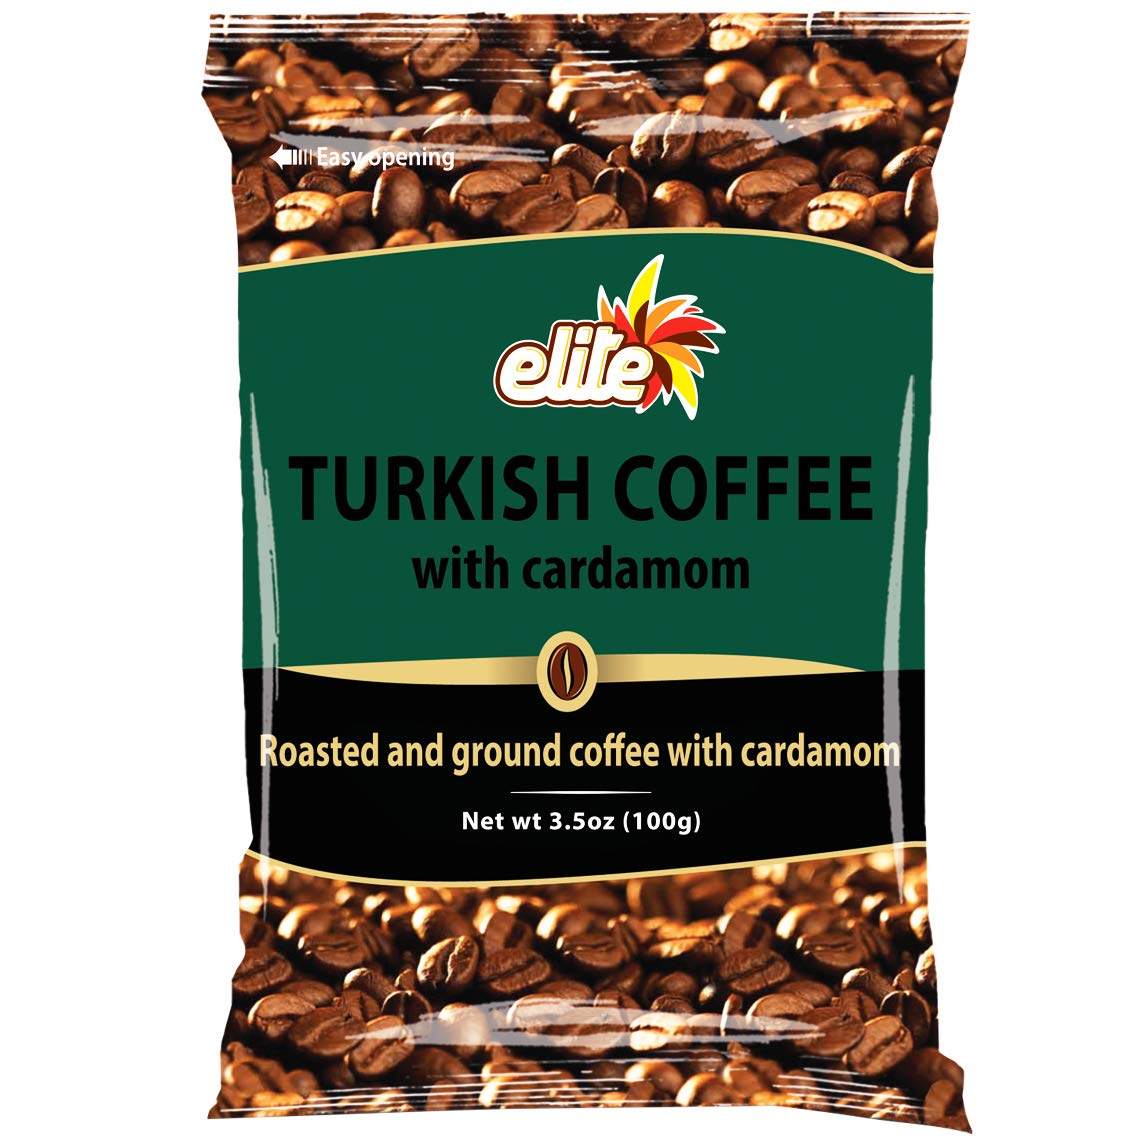 Easy opening
elite
TURKISH COFFEE
with cardamom
Roasted and ground coffee with cardamom
Net wt 3.5oz (100g)